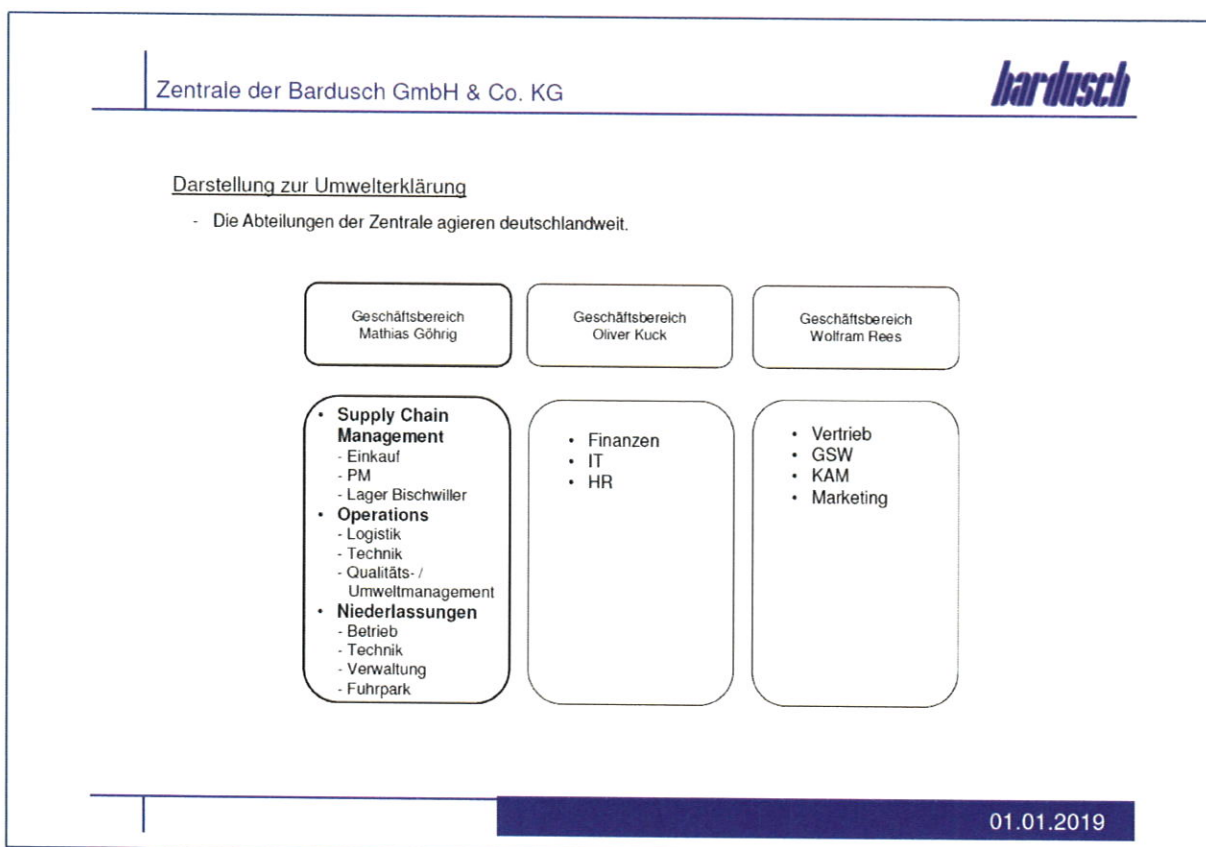 Zentrale der Bardusch GmbH & Co. KG
bardusch
Darstellung zur Umwelterklärung
- Die Abteilungen der Zentrale agieren deutschlandweit.
Geschäftsbereich
Mathias Göhrig
Geschäftsbereich
Oliver Kuck
Geschäftsbereich
Wolfram Rees
• Supply Chain
Management
- Einkauf
- PM
- Lager Bischwiller
• Operations
- Logistik
- Technik
- Qualitäts- /
Umweltmanagement
• Niederlassungen
- Betrieb
- Technik
- Verwaltung
- Fuhrpark
• Finanzen
• IT
• HR
• Vertrieb
• GSW
• KAM
• Marketing
01.01.2019